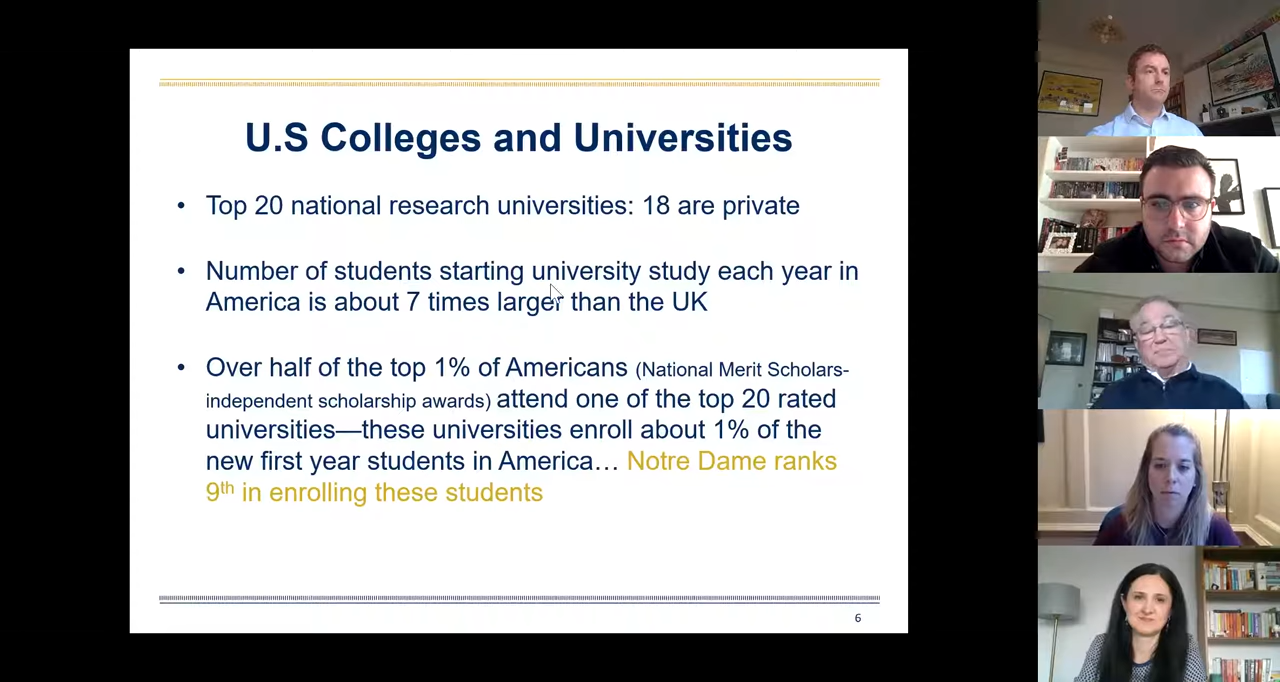 U.S Colleges and Universities
• Top 20 national research universities: 18 are private
• Number of students starting university study each year in
America is about 7 times larger than the UK
• Over half of the top 1% of Americans (National Merit Scholars-
independent scholarship awards) attend one of the top 20 rated
universities—these universities enroll about 1% of the
new first year students in America… Notre Dame ranks
9th in enrolling these students
6